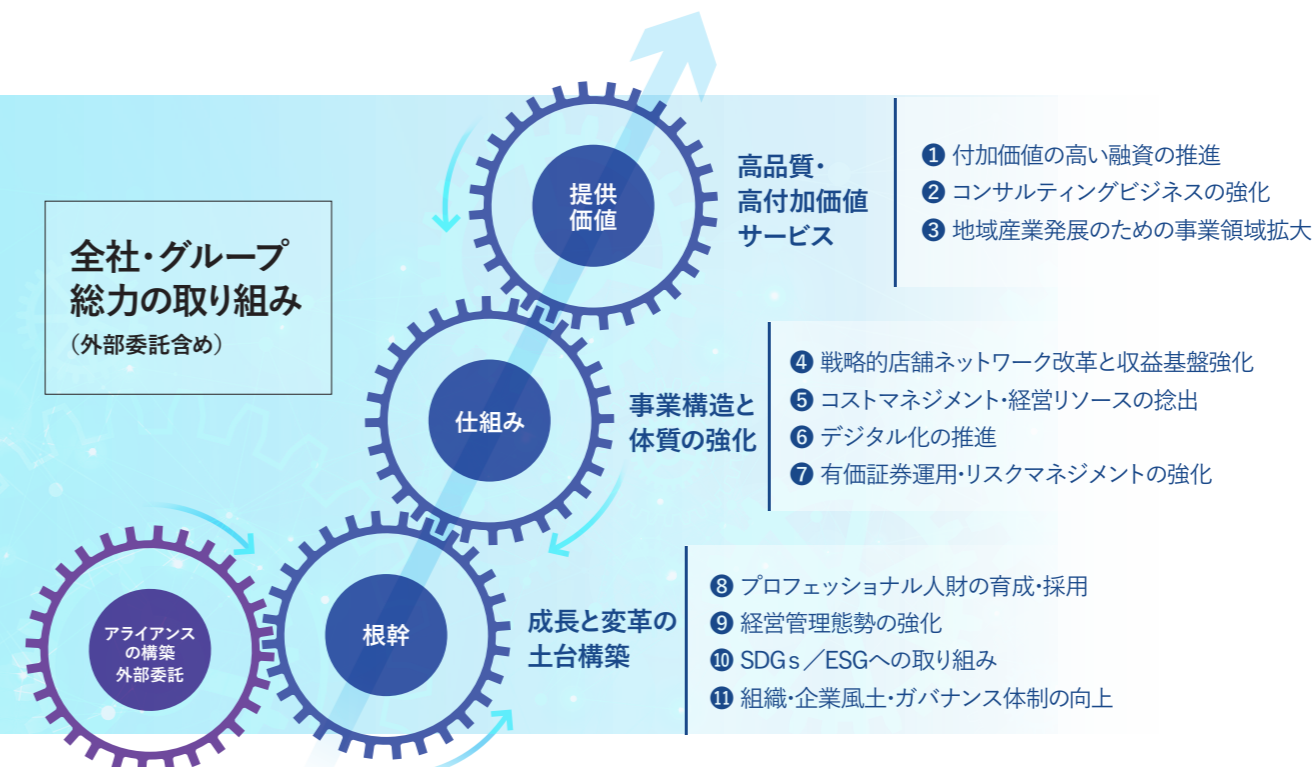 全社・グループ
総力の取り組み
（外部委託含め）
提供
価値
高品質・
高付加価値
サービス
❶ 付加価値の高い融資の推進
❷ コンサルティングビジネスの強化
❸ 地域産業発展のための事業領域拡大
仕組み
事業構造と
体質の強化
❹ 戦略的店舗ネットワーク改革と収益基盤強化
❺ コストマネジメント・経営リソースの捻出
❻ デジタル化の推進
❼ 有価証券運用・リスクマネジメントの強化
アライアンス
の構築
外部委託
根幹
成長と変革の
土台構築
❽ プロフェッショナル人財の育成・採用
❾ 経営管理態勢の強化
❿ SDGs／ESGへの取り組み
⓫ 組織・企業風土・ガバナンス体制の向上